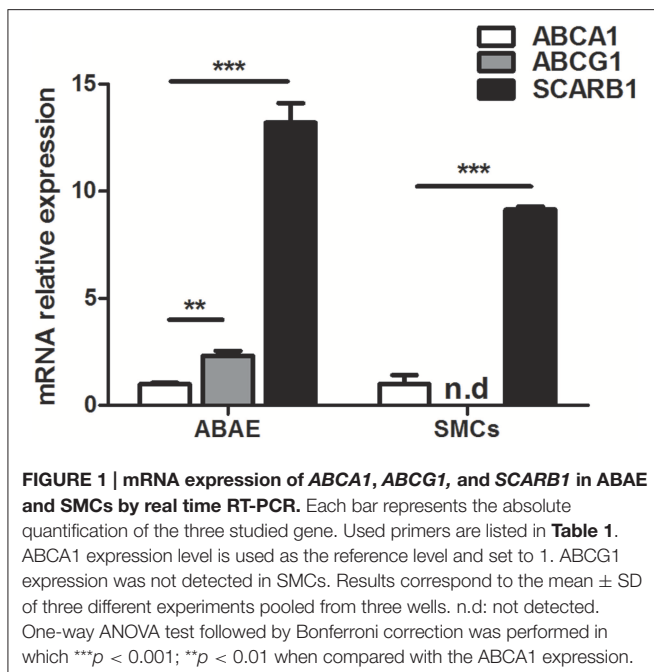 ABCA1
ABCG1
SCARB1
mRNA relative expression
15
10
5
0
***
**
***
n.d
ABAE
SMCs
FIGURE 1 | mRNA expression of ABCA1, ABCG1, and SCARB1 in ABAE
and SMCs by real time RT-PCR. Each bar represents the absolute
quantification of the three studied gene. Used primers are listed in Table 1.
ABCA1 expression level is used as the reference level and set to 1. ABCG1
expression was not detected in SMCs. Results correspond to the mean ± SD
of three different experiments pooled from three wells. n.d: not detected.
One-way ANOVA test followed by Bonferroni correction was performed in
which ***p < 0.001; **p < 0.01 when compared with the ABCA1 expression.